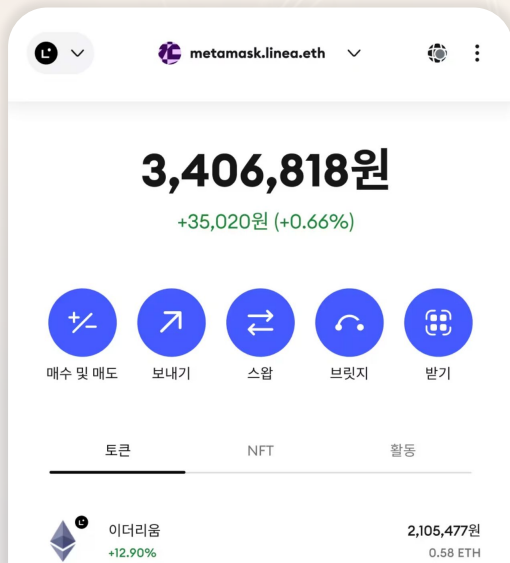 metamask.linea.eth
3,406,818원
+35,020원 (+0.66%)
매수 및 매도 보내기 스왑 브릿지 받기
토큰 NFT 활동
이더리움 2,105,477원
+12.90% 0.58 ETH